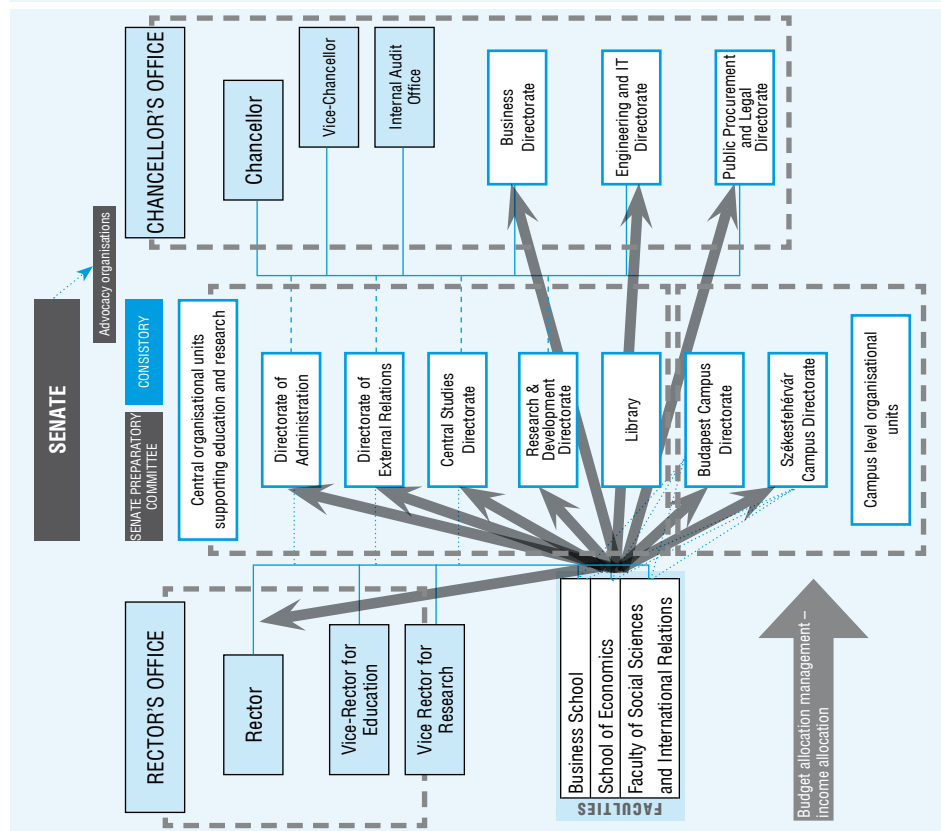 SENATE
Advocacy organisations
SENATE PREPARATORY
COMMITTEE
CONSISTORY
RECTOR'S OFFICE
Rector
Vice-Rector for
Education
Vice Rector for
Research
Central organisational units
supporting education and research
Directorate of
Administration
Directorate of
External Relations
Central Studies
Directorate
Research &
Development
Directorate
Library
CHANCELLOR'S OFFICE
Chancellor
Vice-Chancellor
Internal Audit
Office
Business
Directorate
Engineering and IT
Directorate
Public Procurement
and Legal
Directorate
FACULTIES
Business School
School of Economics
Faculty of Social Sciences
and International Relations
Budapest Campus
Directorate
Székesfehérvár
Campus Directorate
Campus level organisational
units
Budget allocation management –
income allocation